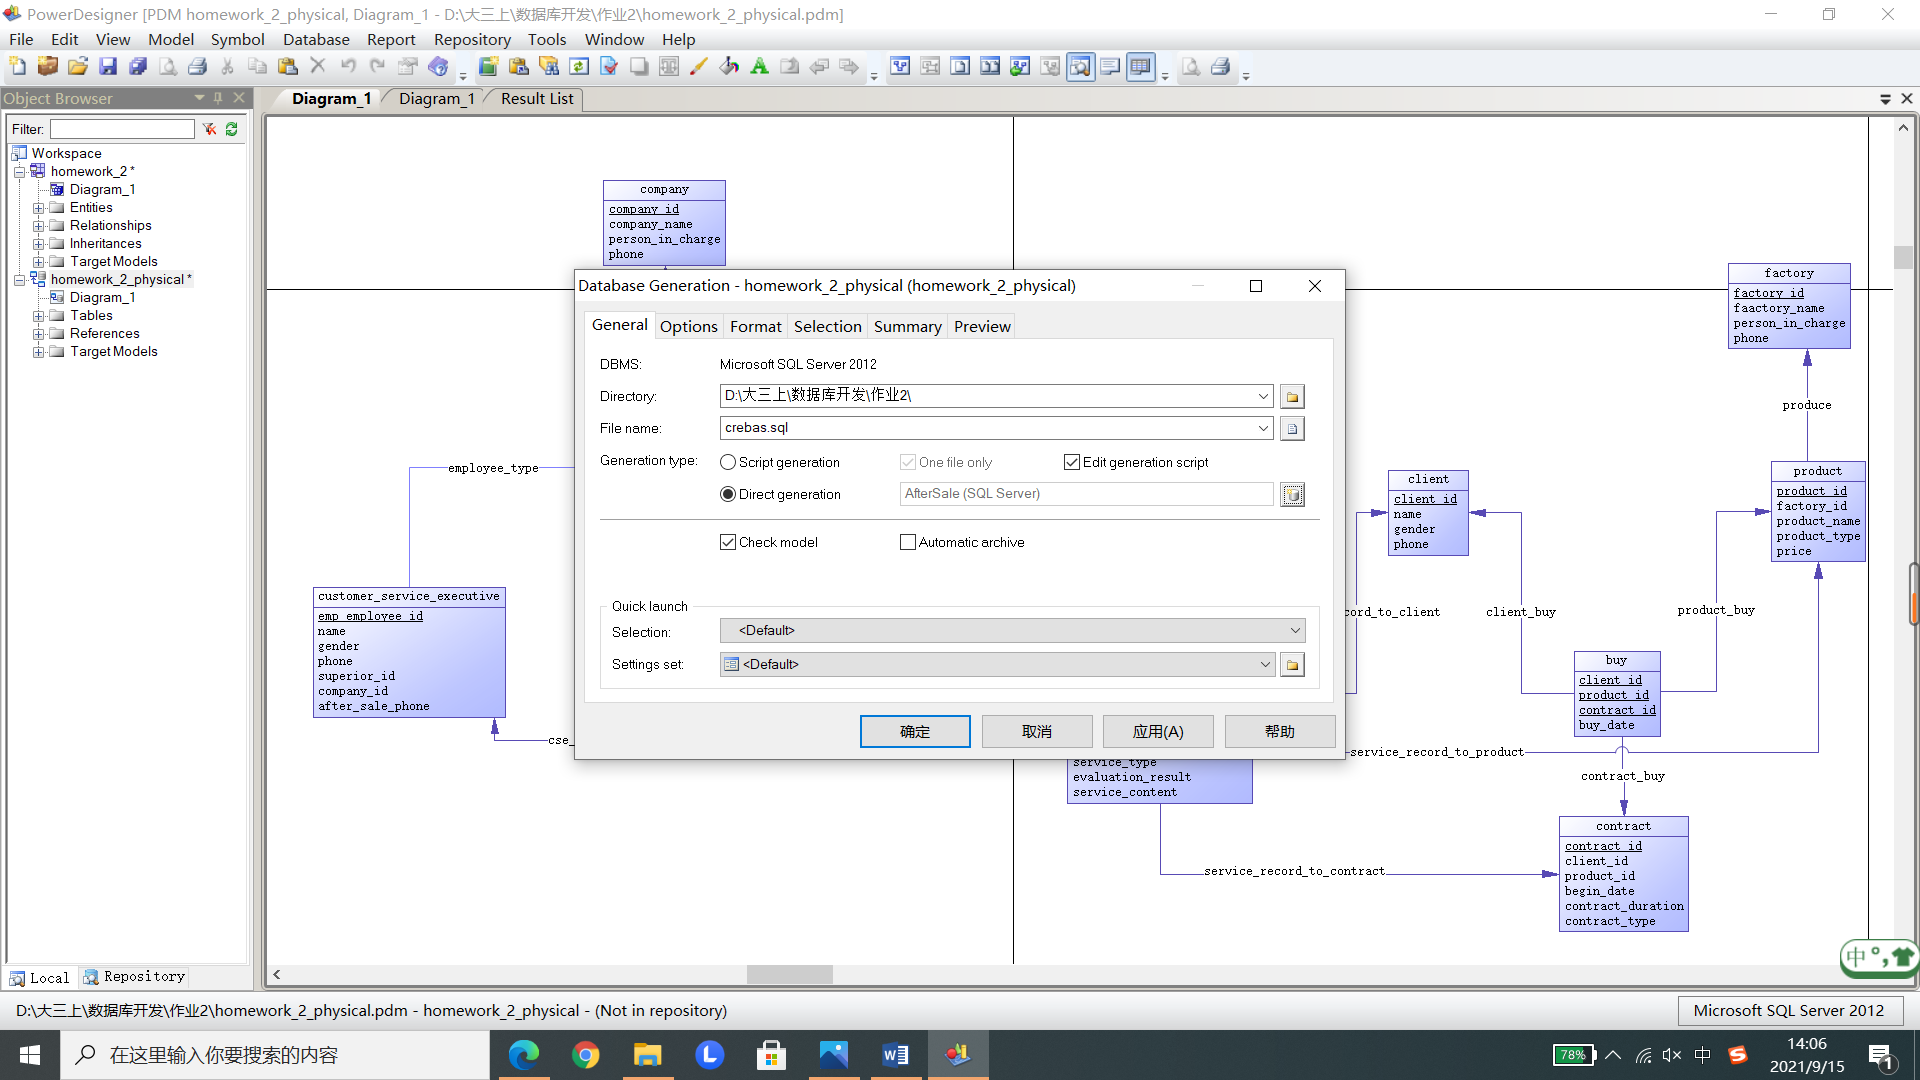 PowerDesigner [PDM homework_2_physical, Diagram_1 - D:\大三上\数据库开发\作业2\homework_2_physical.pdm]
File Edit View Model Symbol Database Report Repository Tools Window Help
Object Browser
Diagram_1 Diagram_1 Result List
Filter:
Workspace
homework_2 *
Diagram_1
Entities
Relationships
Inheritances
Target Models
homework_2_physical *
Diagram_1
Tables
References
Target Models
Local Repository
company
company_id
company_name
person_in_charge
phone
employee_type
customer_service_executive
emp_employee_id
name
gender
phone
superior_id
company_id
after_sale_phone
cse_
Database Generation - homework_2_physical (homework_2_physical)
General Options Format Selection Summary Preview
DBMS: Microsoft SQL Server 2012
Directory: D:\大三上\数据库开发\作业2\
File name: crebas.sql
Generation type: Script generation One file only Edit generation script
Direct generation AfterSale (SQL Server)
Check model Automatic archive
Quick launch
Selection: <Default>
Settings set: <Default>
确定 取消 应用(A) 帮助
service_type
evaluation_result
service_content
service_record_to_contract
factory
factory_id
faactory_name
person_in_charge
phone
produce
product
product_id
factory_id
product_name
product_type
price
client
client_id
name
gender
phone
cord_to_client
client_buy
product_buy
buy
client_id
product_id
contract_id
buy_date
service_record_to_product
contract_buy
contract
contract_id
client_id
product_id
begin_date
contract_duration
contract_type
中
D:\大三上\数据库开发\作业2\homework_2_physical.pdm - homework_2_physical - (Not in repository)
Microsoft SQL Server 2012
在这里输入你要搜索的内容
78%
中
14:06
2021/9/15
1